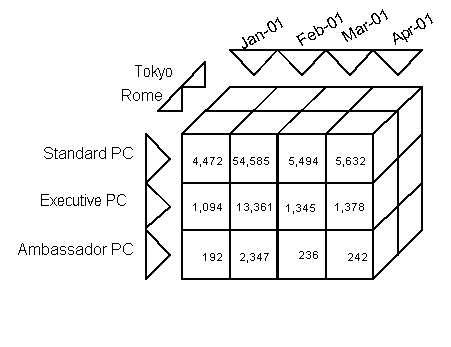 Jan-01 Feb-01 Mar-01 Apr-01
Tokyo
Rome
Standard PC 4,472 54,585 5,494 5,632
Executive PC 1,094 13,361 1,345 1,378
Ambassador PC 192 2,347 236 242